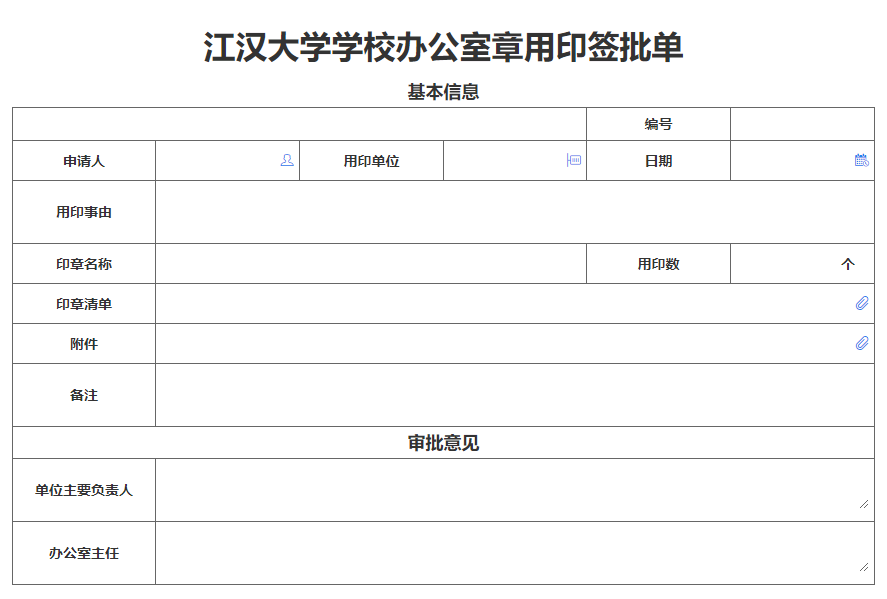 江汉大学学校办公室章用印签批单
基本信息
编号
申请人 用印单位 日期
用印事由
印章名称 用印数 个
印章清单
附件
备注
审批意见
单位主要负责人
办公室主任